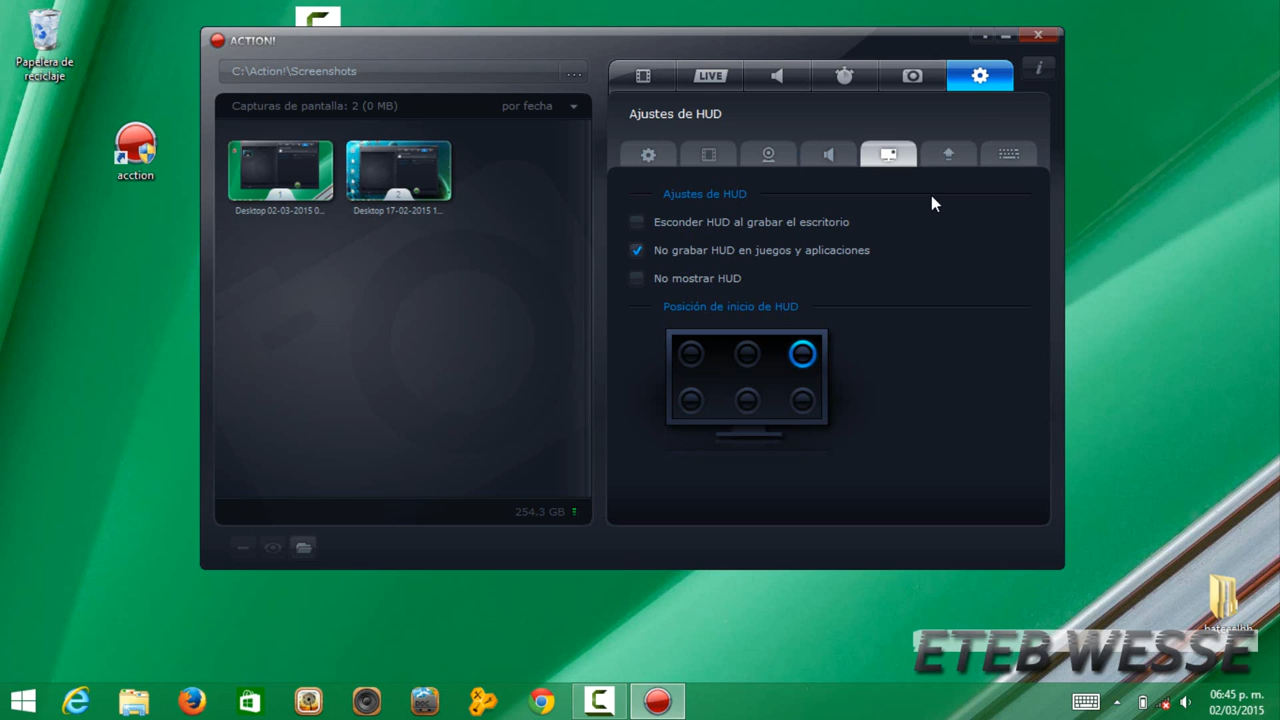 Papelera de
reciclaje
acction
ACTION!
C:\Action!\Screenshots
...
LIVE
i
Capturas de pantalla: 2 (0 MB)
por fecha
1
2
Desktop 02-03-2015 0...
Desktop 17-02-2015 1...
254.3 GB
Ajustes de HUD
Ajustes de HUD
Esconder HUD al grabar el escritorio
No grabar HUD en juegos y aplicaciones
No mostrar HUD
Posición de inicio de HUD
ETEB WESSE
DOC
06:45 p. m.
02/03/2015